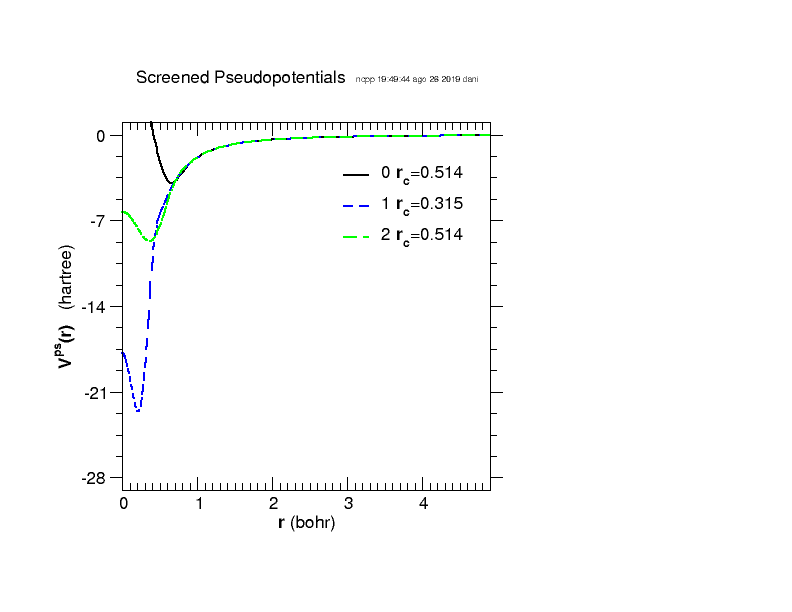 Screened Pseudopotentials ncpp 19:49:44 ago 26 2019 dani
0
-7
-14
-21
-28
V^ps(r) (hartree)
0 r_c=0.514
1 r_c=0.315
2 r_c=0.514
0 1 2 3 4
r (bohr)